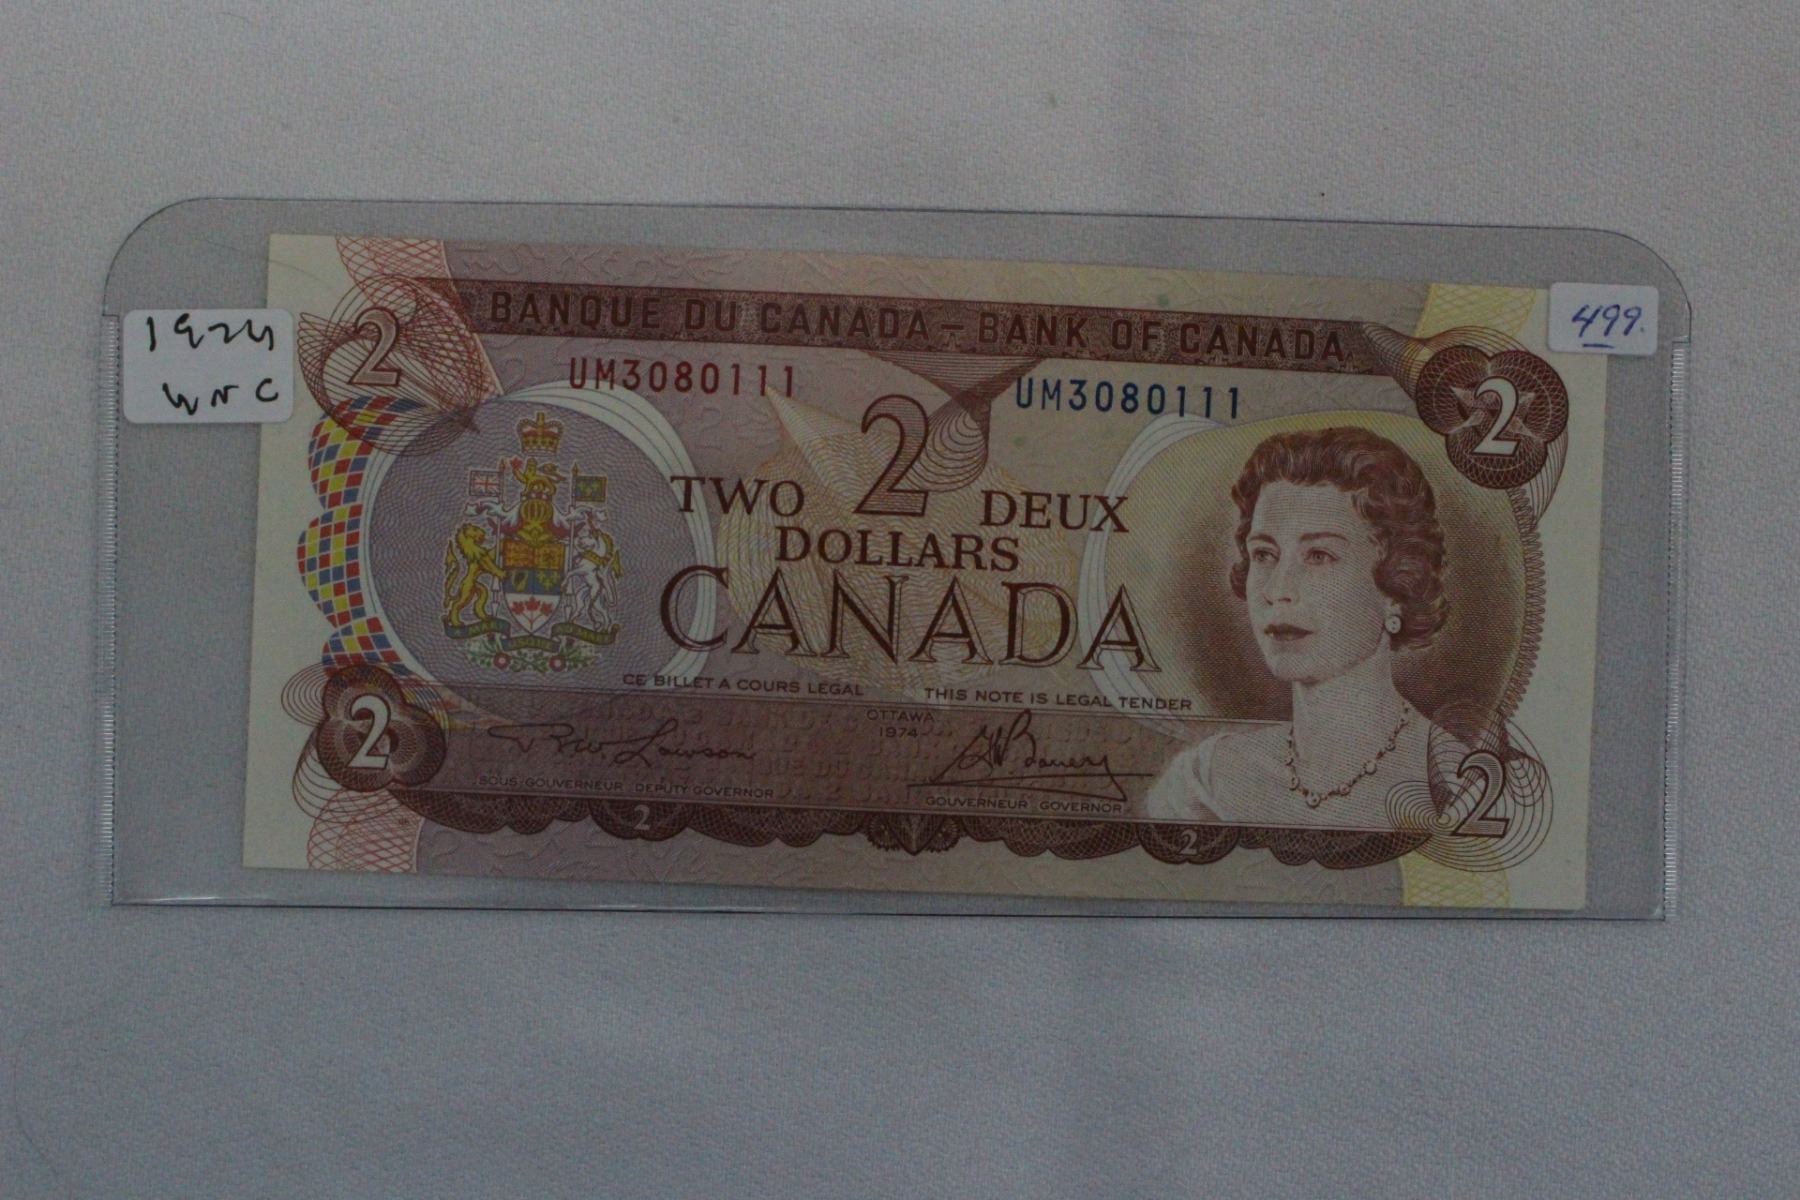 1974
UNC
499.
BANQUE DU CANADA – BANK OF CANADA
2
2
UM3080111 UM3080111
2
TWO DEUX
DOLLARS
CANADA
CE BILLET A COURS LEGAL THIS NOTE IS LEGAL TENDER
OTTAWA
1974
R.W. Lawson
G.K. Bouey
SOUS-GOUVERNEUR DEPUTY GOVERNOR
GOUVERNEUR GOVERNOR
2
2
2
2